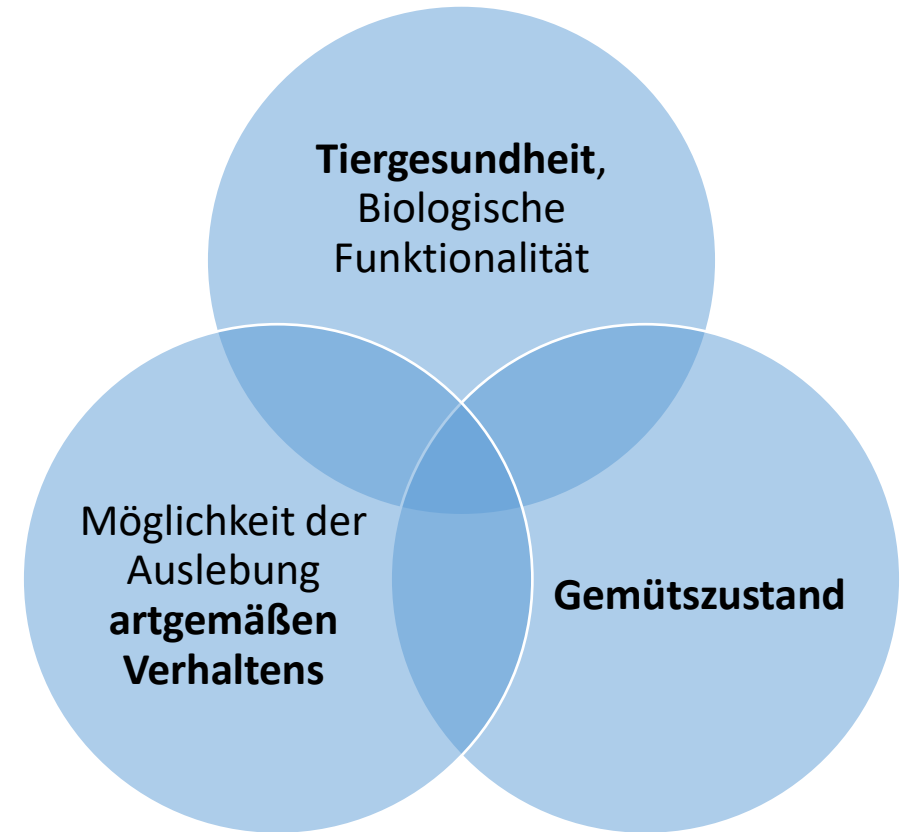 Tiergesundheit,
Biologische
Funktionalität
Möglichkeit der
Auslebung
artgemäßen
Verhaltens
Gemütszustand